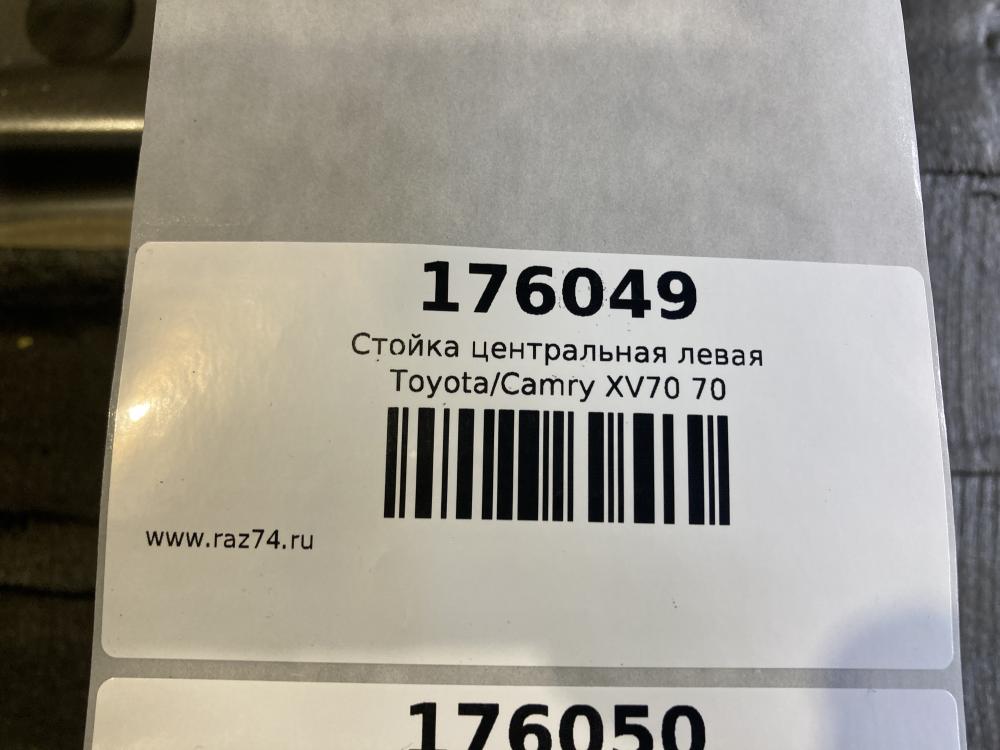 176049
Стойка центральная левая
Toyota/Camry XV70 70
www.raz74.ru
176050